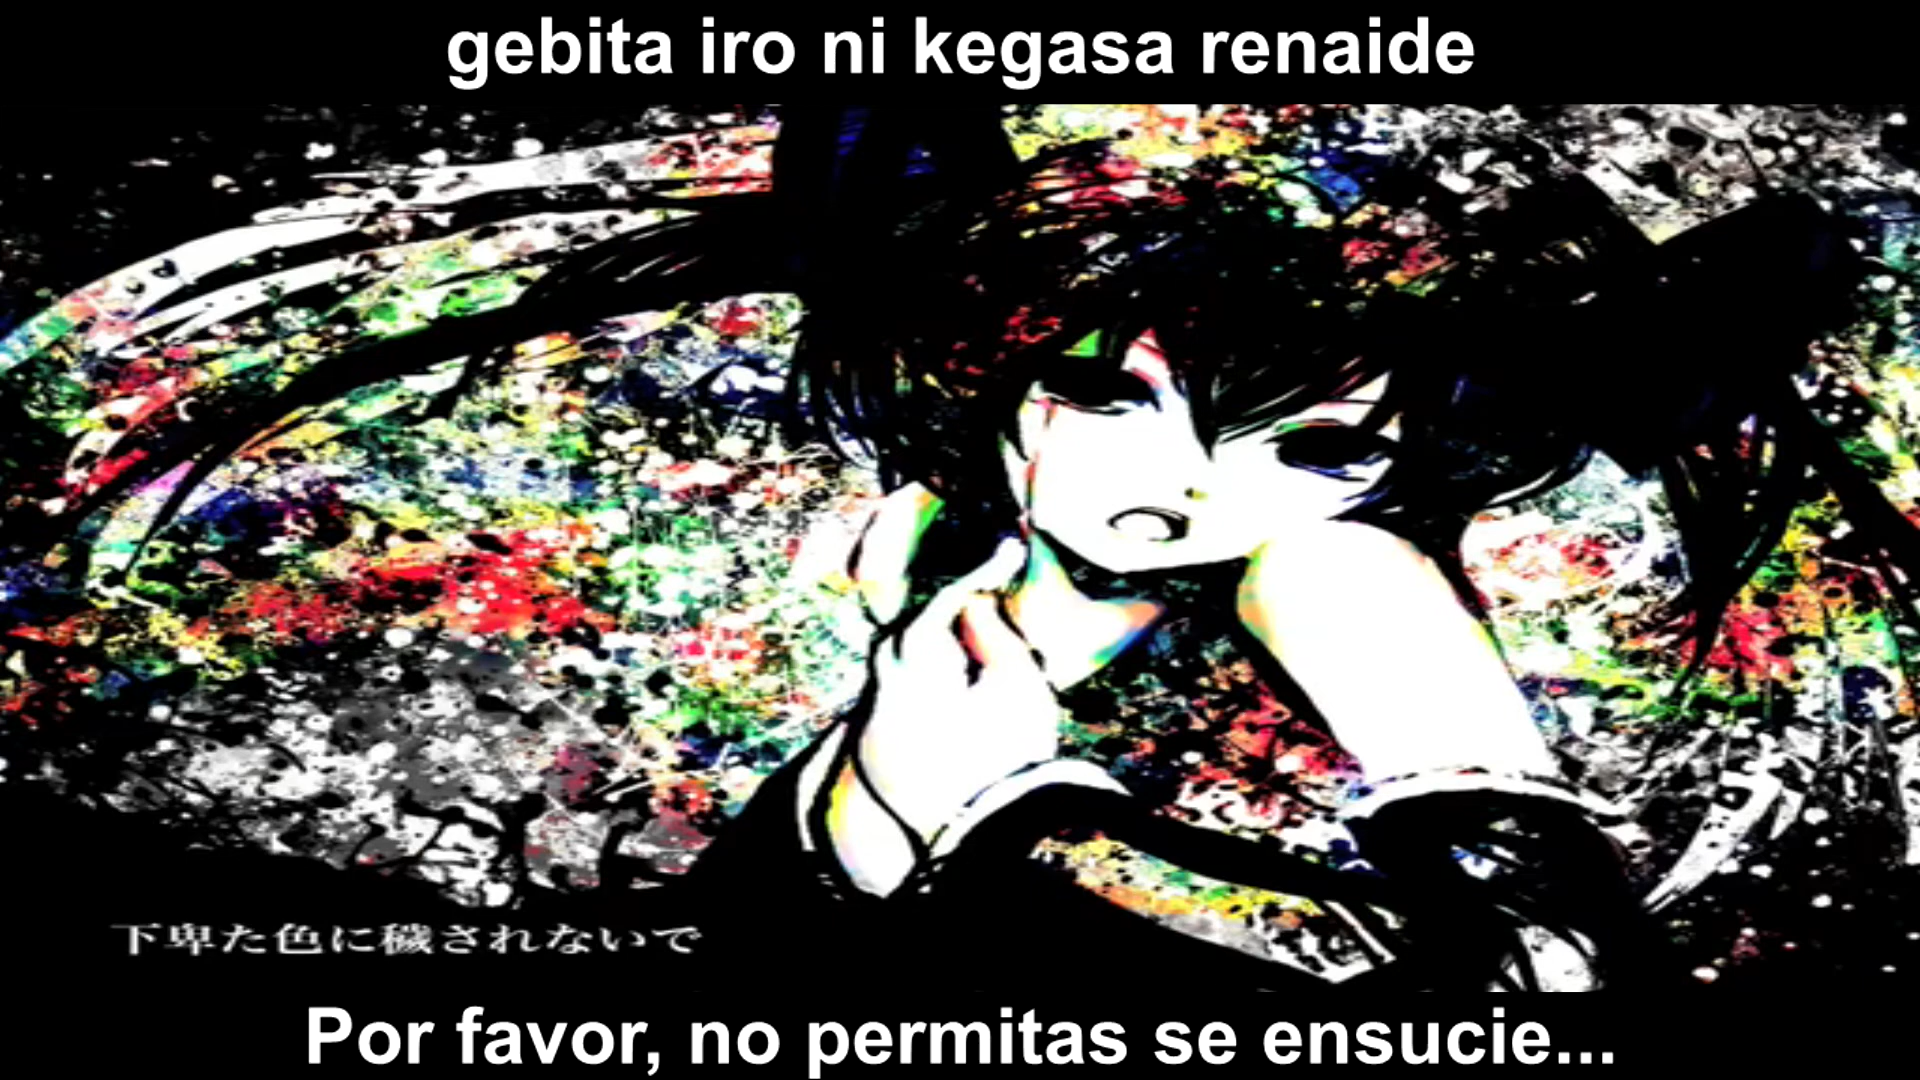 gebita iro ni kegasa renaide
下卑た色に穢されないで
Por favor, no permitas se ensucie...